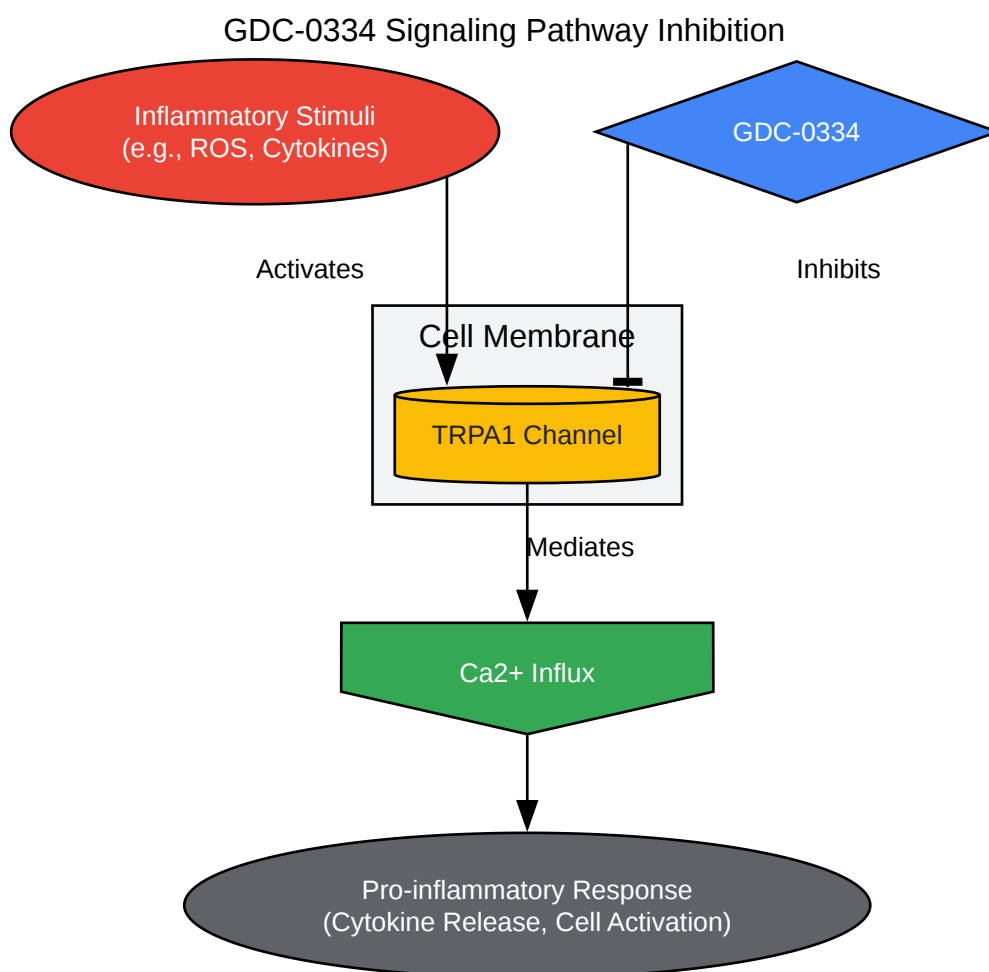 GDC-0334 Signaling Pathway Inhibition
Inflammatory Stimuli
(e.g., ROS, Cytokines)
GDC-0334
Activates
Inhibits
Cell Membrane
TRPA1 Channel
Mediates
Ca2+ Influx
Pro-inflammatory Response
(Cytokine Release, Cell Activation)